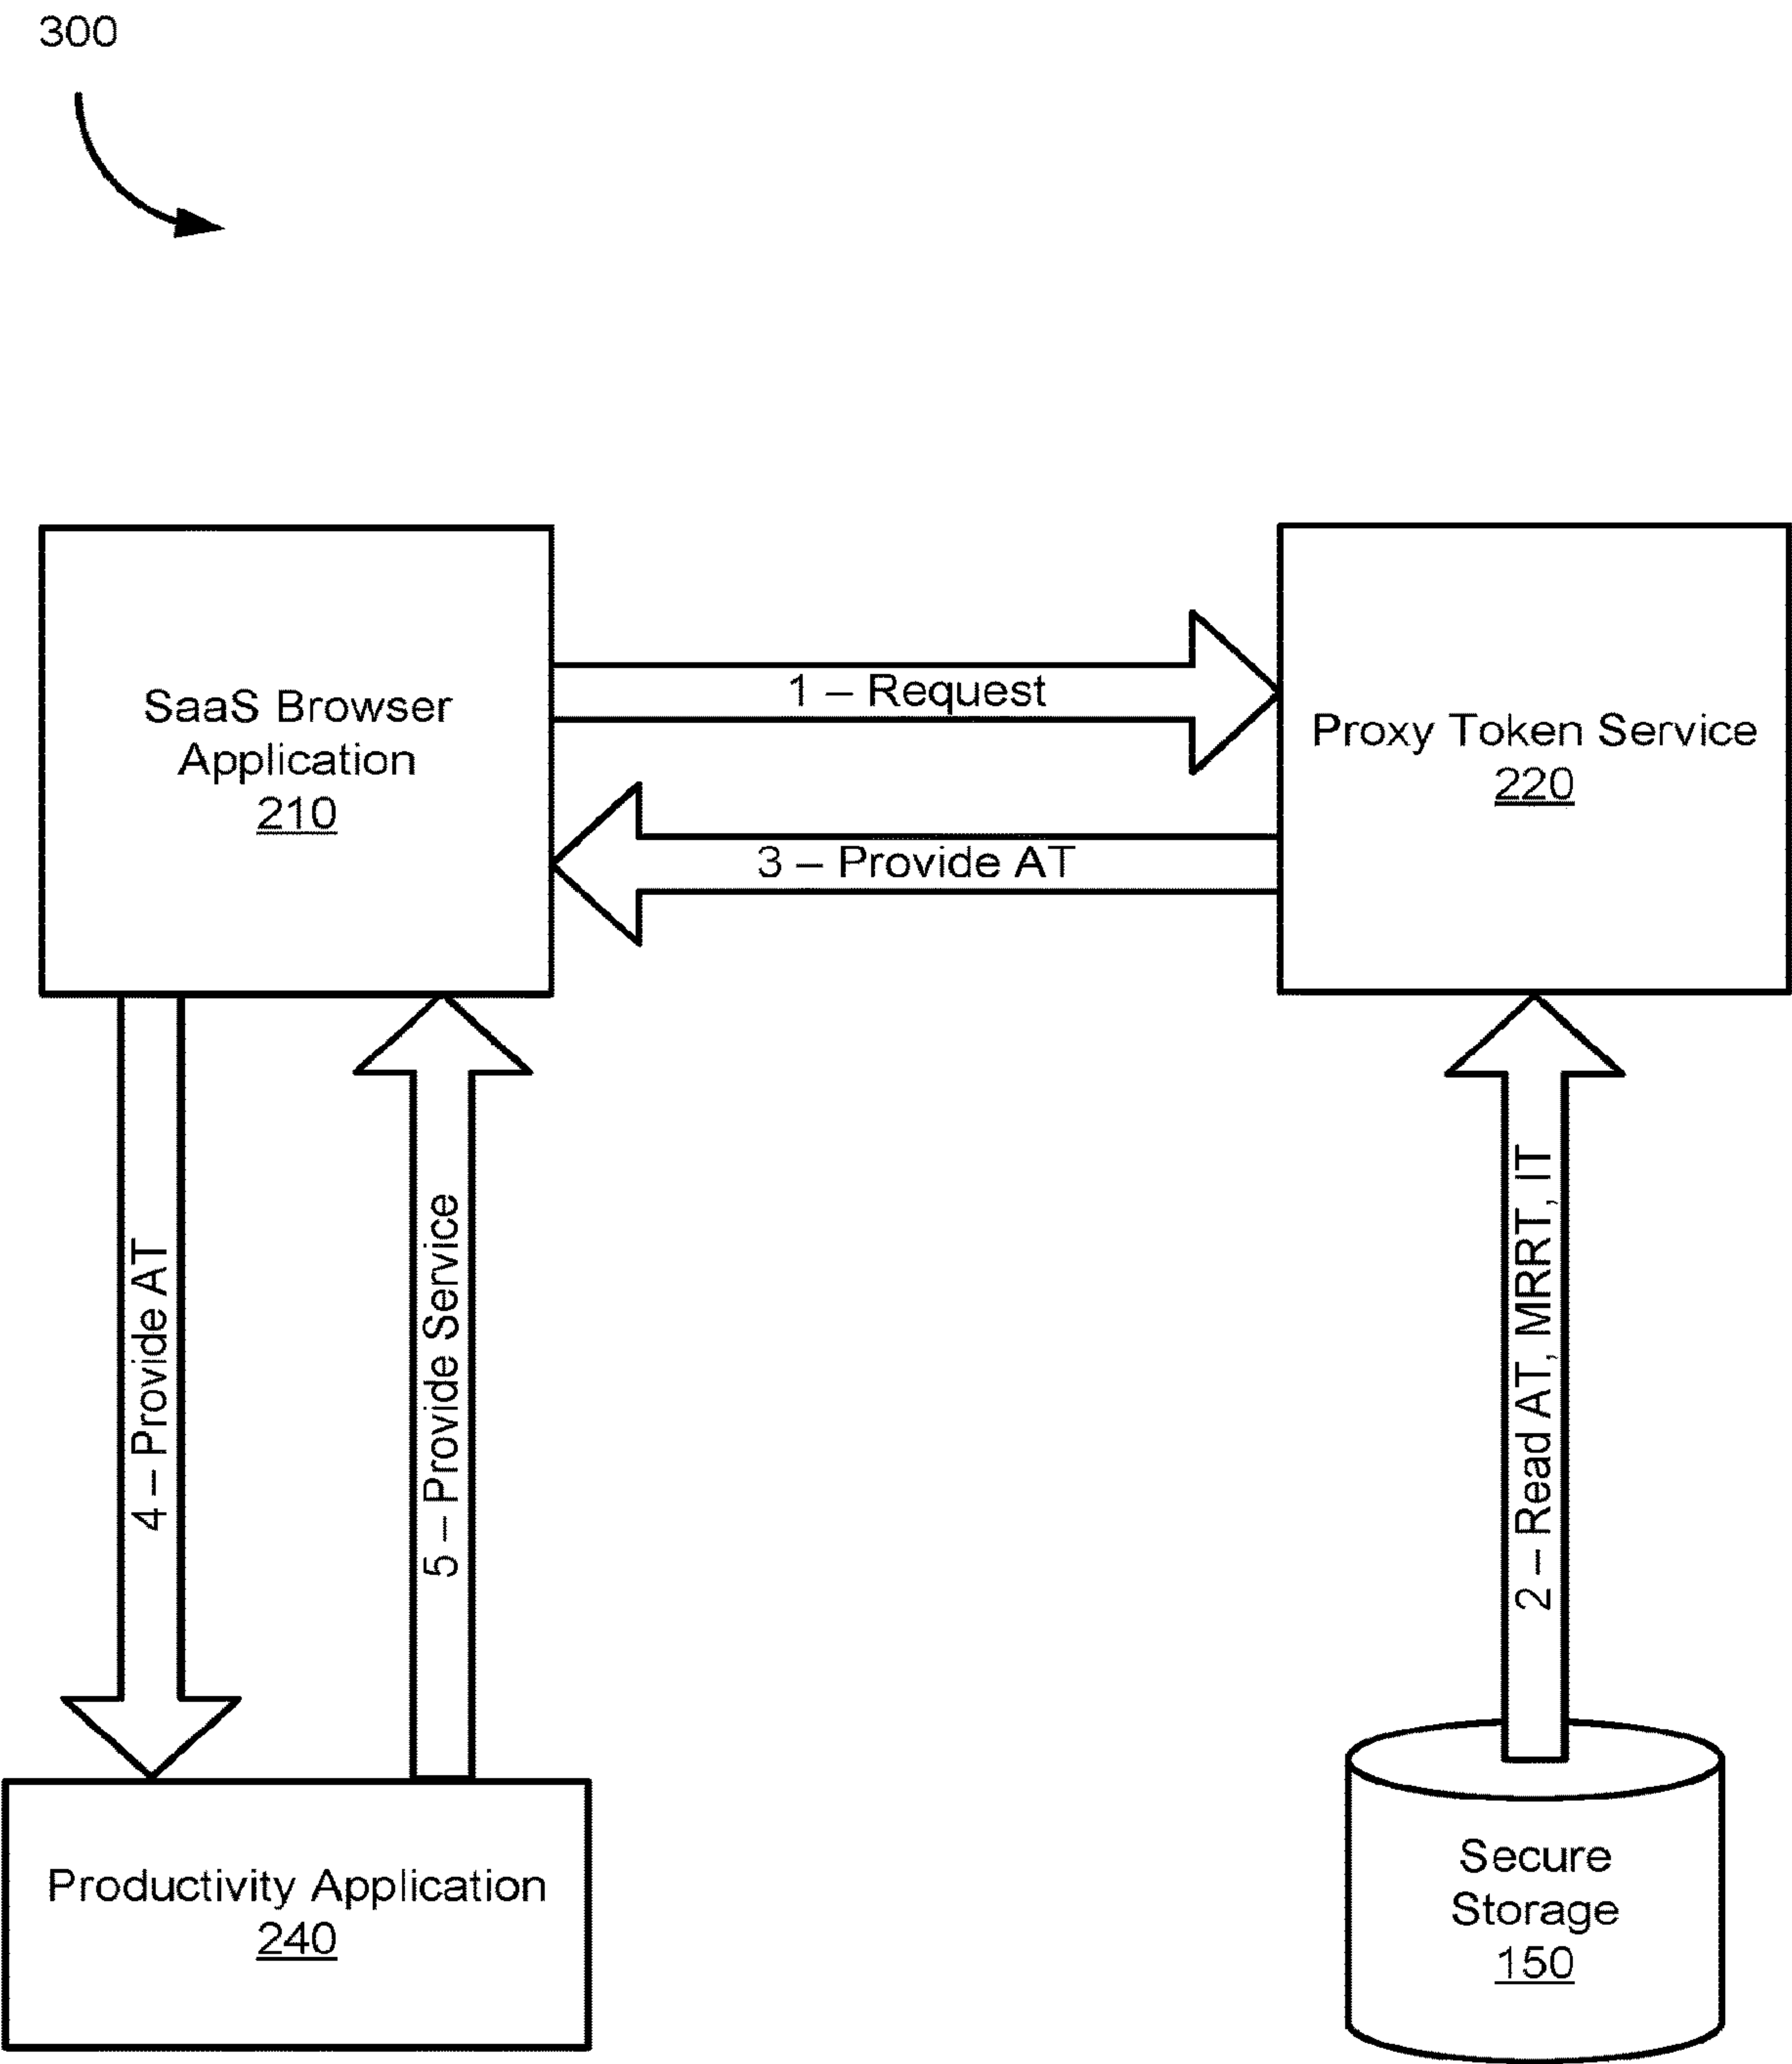 300
SaaS Browser
Application
210
1 – Request
Proxy Token Service
220
3 – Provide AT
4 – Provide AT
5 – Provide Service
2 – Read AT, MRRT, IT
Productivity Application
240
Secure
Storage
150